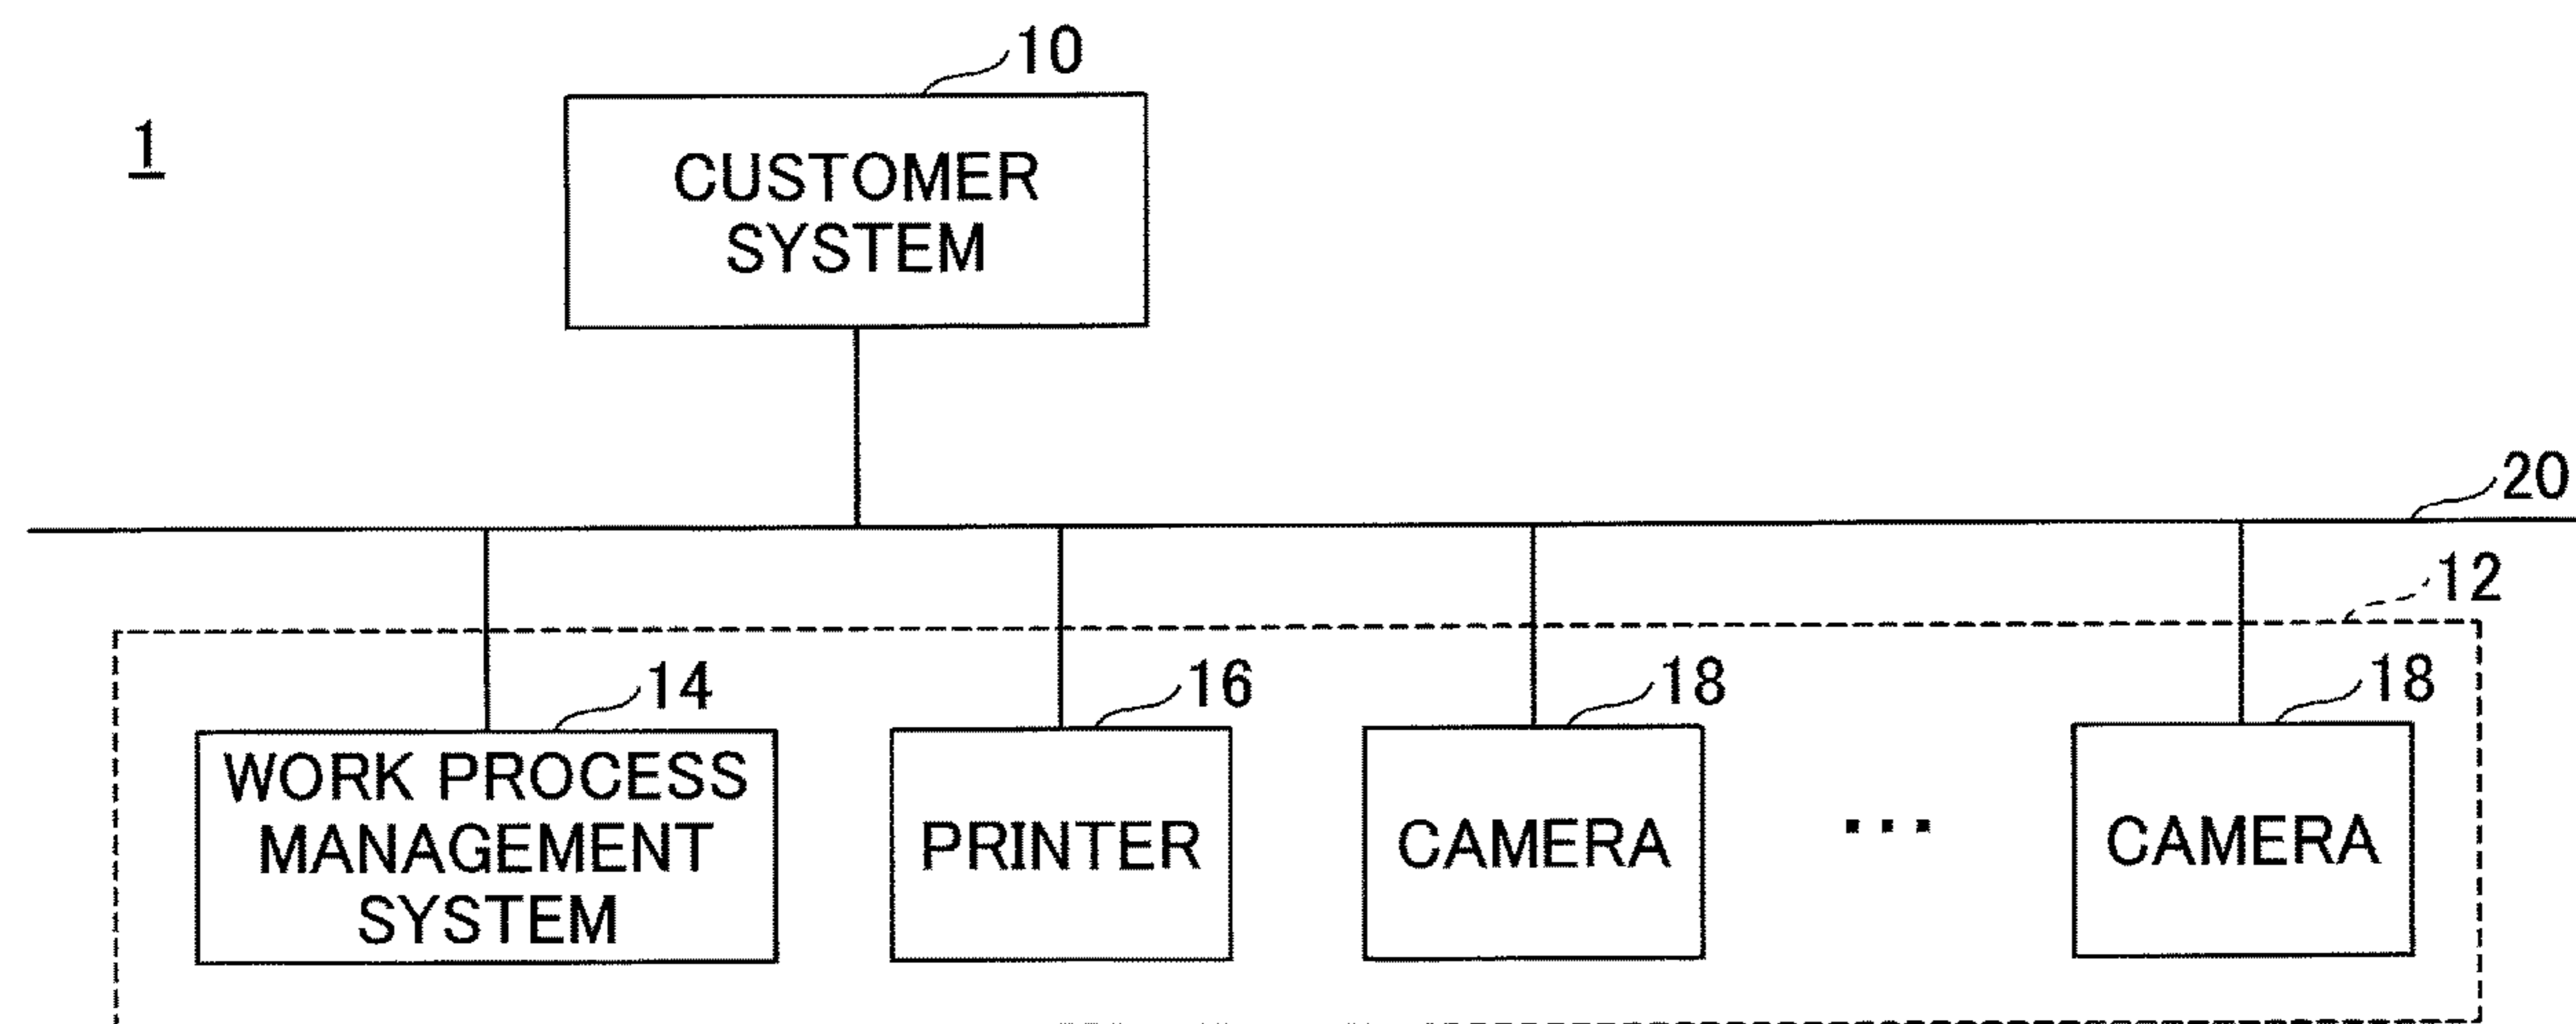 10
1
CUSTOMER
SYSTEM
20
12
14
16
18
18
WORK PROCESS
MANAGEMENT
SYSTEM
PRINTER
CAMERA
...
CAMERA